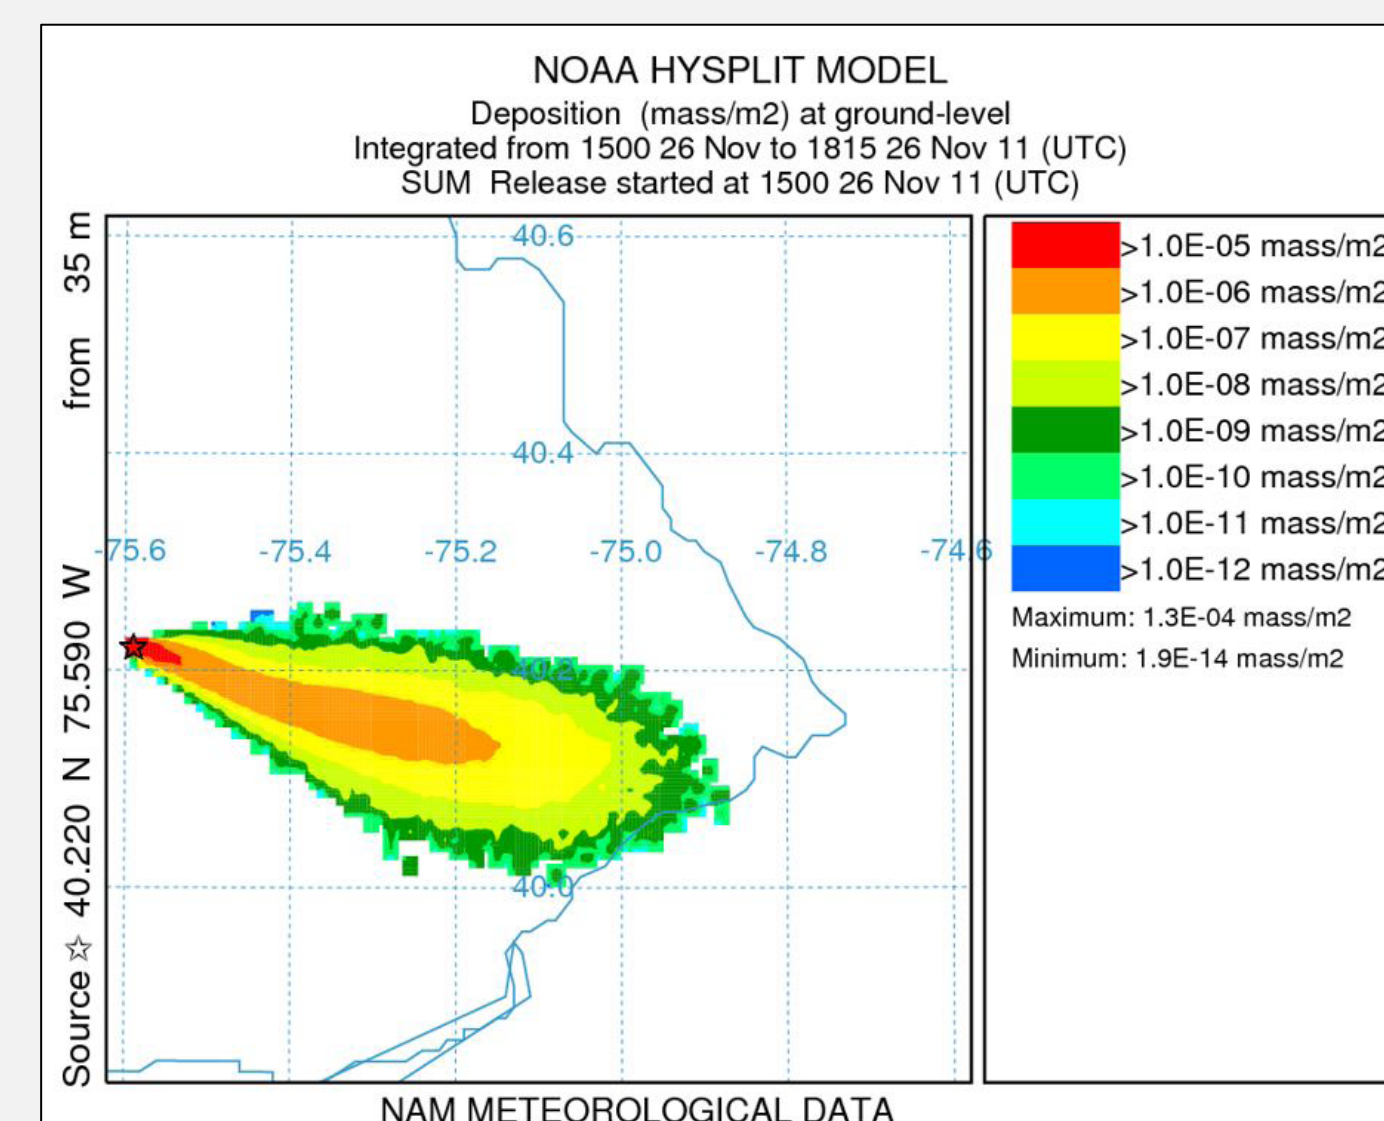 NOAA HYSPLIT MODEL
Deposition (mass/m2) at ground-level
Integrated from 1500 26 Nov to 1815 26 Nov 11 (UTC)
SUM Release started at 1500 26 Nov 11 (UTC)
Source ☆ 40.220 N 75.590 W from 35 m
40.6
40.4
-75.6 -75.4 -75.2 -75.0 -74.8 -74.6
40.2
40.0
>1.0E-05 mass/m2
>1.0E-06 mass/m2
>1.0E-07 mass/m2
>1.0E-08 mass/m2
>1.0E-09 mass/m2
>1.0E-10 mass/m2
>1.0E-11 mass/m2
>1.0E-12 mass/m2
Maximum: 1.3E-04 mass/m2
Minimum: 1.9E-14 mass/m2
NAM METEOROLOGICAL DATA